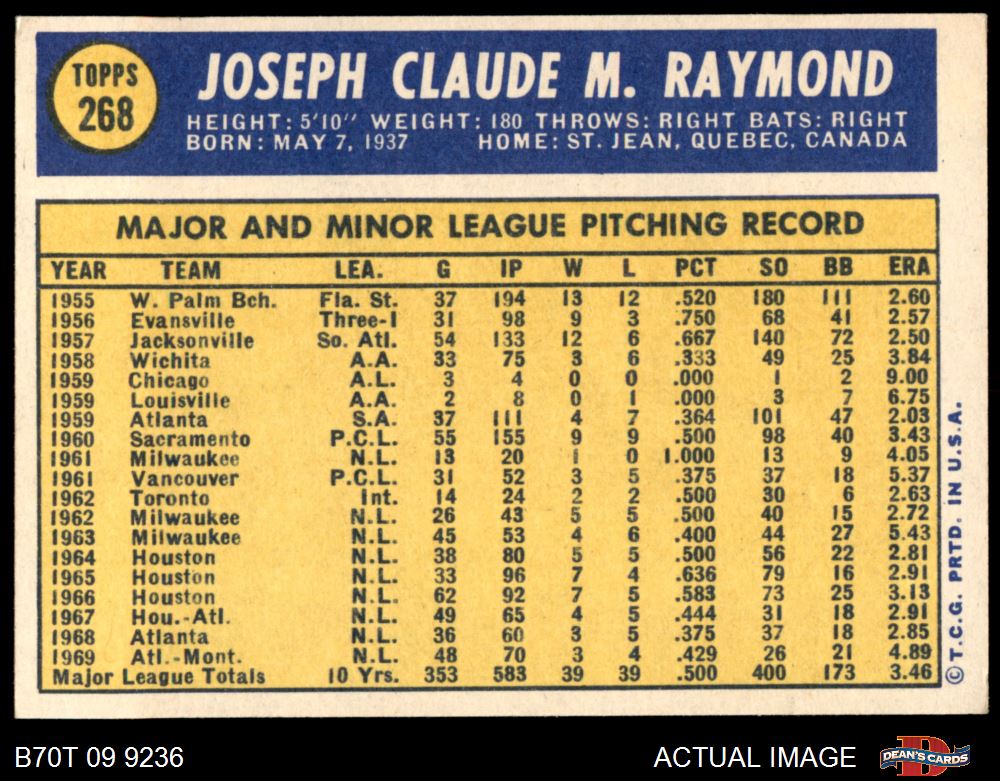 TOPPS
268
JOSEPH CLAUDE M. RAYMOND
HEIGHT: 5'10" WEIGHT: 180 THROWS: RIGHT BATS: RIGHT
BORN: MAY 7, 1937 HOME: ST. JEAN, QUEBEC, CANADA
MAJOR AND MINOR LEAGUE PITCHING RECORD
YEAR TEAM LEA. G IP W L PCT SO BB ERA
1955 W. Palm Bch. Fla. St. 37 194 13 12 .520 180 111 2.60
1956 Evansville Three-I 31 98 9 3 .750 68 41 2.57
1957 Jacksonville So. Atl. 54 133 12 6 .667 140 72 2.50
1958 Wichita A.A. 33 75 3 6 .333 49 25 3.84
1959 Chicago A.L. 3 4 0 0 .000 1 2 9.00
1959 Louisville A.A. 2 8 0 1 .000 3 7 6.75
1959 Atlanta S.A. 37 111 4 7 .364 101 47 2.03
1960 Sacramento P.C.L. 55 155 9 9 .500 98 40 3.43
1961 Milwaukee N.L. 13 20 1 0 1.000 13 9 4.05
1961 Vancouver P.C.L. 31 52 3 5 .375 37 18 5.37
1962 Toronto Int. 14 24 2 2 .500 30 6 2.63
1962 Milwaukee N.L. 26 43 5 5 .500 40 15 2.72
1963 Milwaukee N.L. 45 53 4 6 .400 44 27 5.43
1964 Houston N.L. 38 80 5 5 .500 56 22 2.81
1965 Houston N.L. 33 96 7 4 .636 79 16 2.91
1966 Houston N.L. 62 92 7 5 .583 73 25 3.13
1967 Hou.-Atl. N.L. 49 65 4 5 .444 31 18 2.91
1968 Atlanta N.L. 36 60 3 5 .375 37 18 2.85
1969 Atl.-Mont. N.L. 48 70 3 4 .429 26 21 4.89
Major League Totals 10 Yrs. 353 583 39 39 .500 400 173 3.46
© T.C.G. PRTD. IN U.S.A.
B70T 09 9236
ACTUAL IMAGE
DEAN'S CARDS